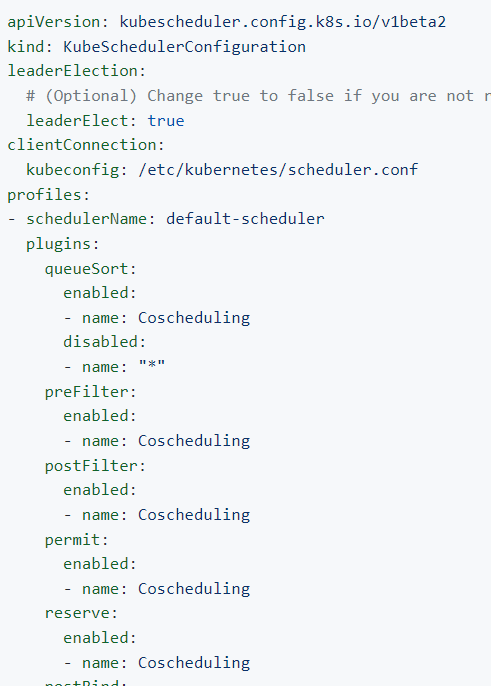 apiVersion: kubescheduler.config.k8s.io/v1beta2
kind: KubeSchedulerConfiguration
leaderElection:
  # (Optional) Change true to false if you are not
  leaderElect: true
clientConnection:
  kubeconfig: /etc/kubernetes/scheduler.conf
profiles:
- schedulerName: default-scheduler
  plugins:
    queueSort:
      enabled:
      - name: Coscheduling
      disabled:
      - name: "*"
    preFilter:
      enabled:
      - name: Coscheduling
    postFilter:
      enabled:
      - name: Coscheduling
    permit:
      enabled:
      - name: Coscheduling
    reserve:
      enabled:
      - name: Coscheduling
    postBind: